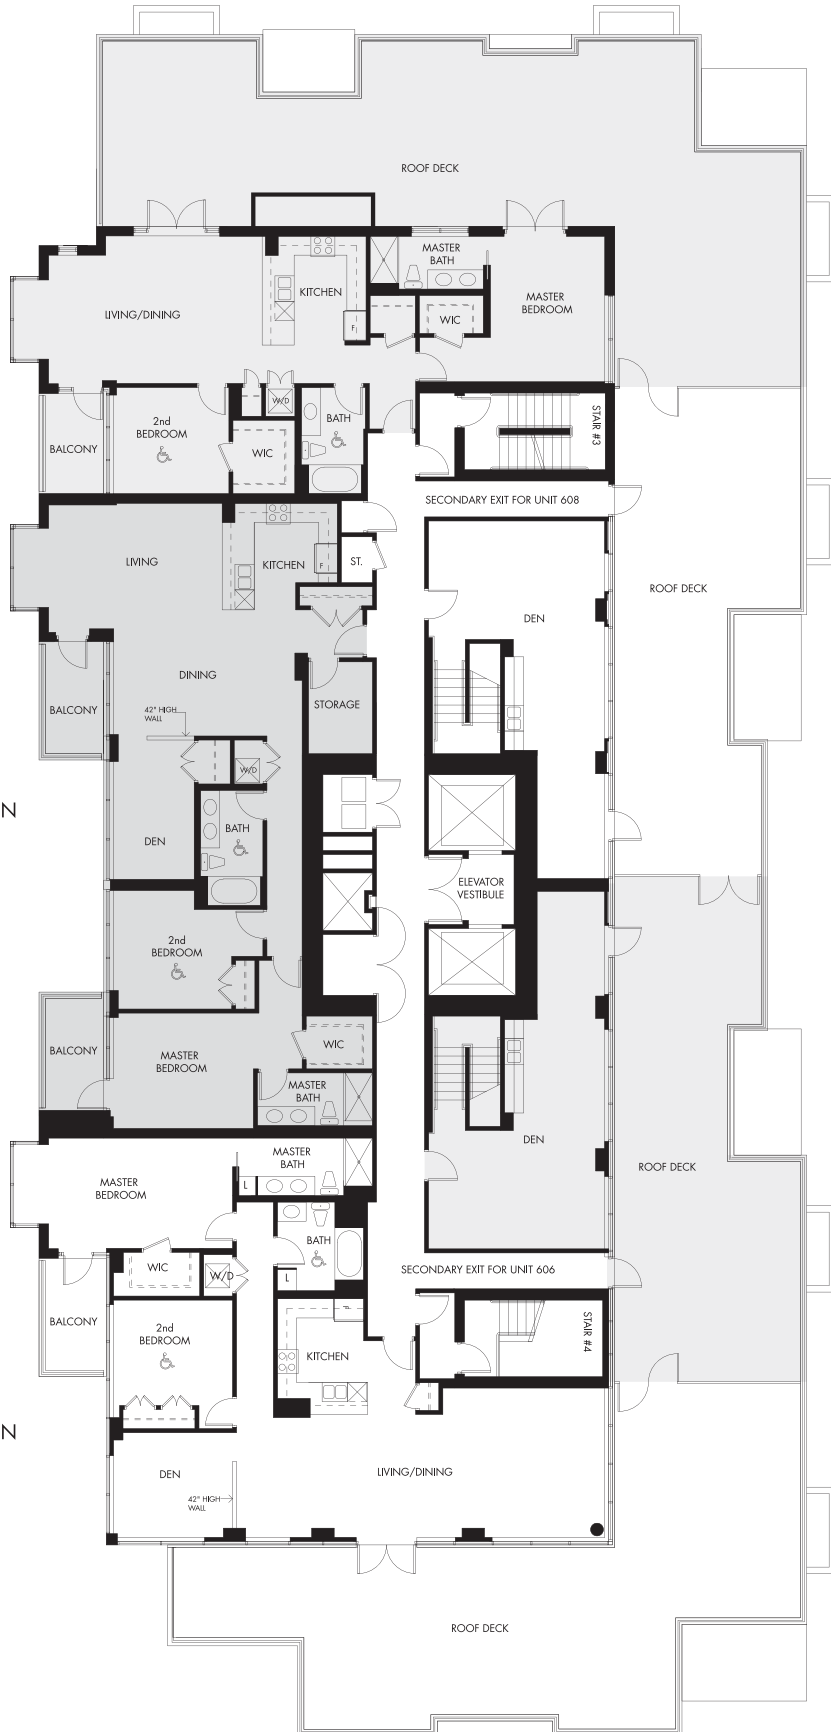 ROOF DECK
MASTER
BATH
KITCHEN
LIVING/DINING
MASTER
BEDROOM
WIC
F
W/D
2nd
BEDROOM
BATH
STAIR #3
BALCONY
WIC
SECONDARY EXIT FOR UNIT 608
LIVING
KITCHEN
F
ST.
ROOF DECK
DEN
DINING
STORAGE
BALCONY
42" HIGH
WALL
W/D
N
DEN
BATH
ELEVATOR
VESTIBULE
2nd
BEDROOM
BALCONY
MASTER
BEDROOM
WIC
MASTER
BATH
DEN
ROOF DECK
MASTER
BATH
MASTER
BEDROOM
L
BATH
WIC
W/D
L
SECONDARY EXIT FOR UNIT 606
BALCONY
2nd
BEDROOM
F
KITCHEN
STAIR #4
N
DEN
LIVING/DINING
42" HIGH
WALL
ROOF DECK